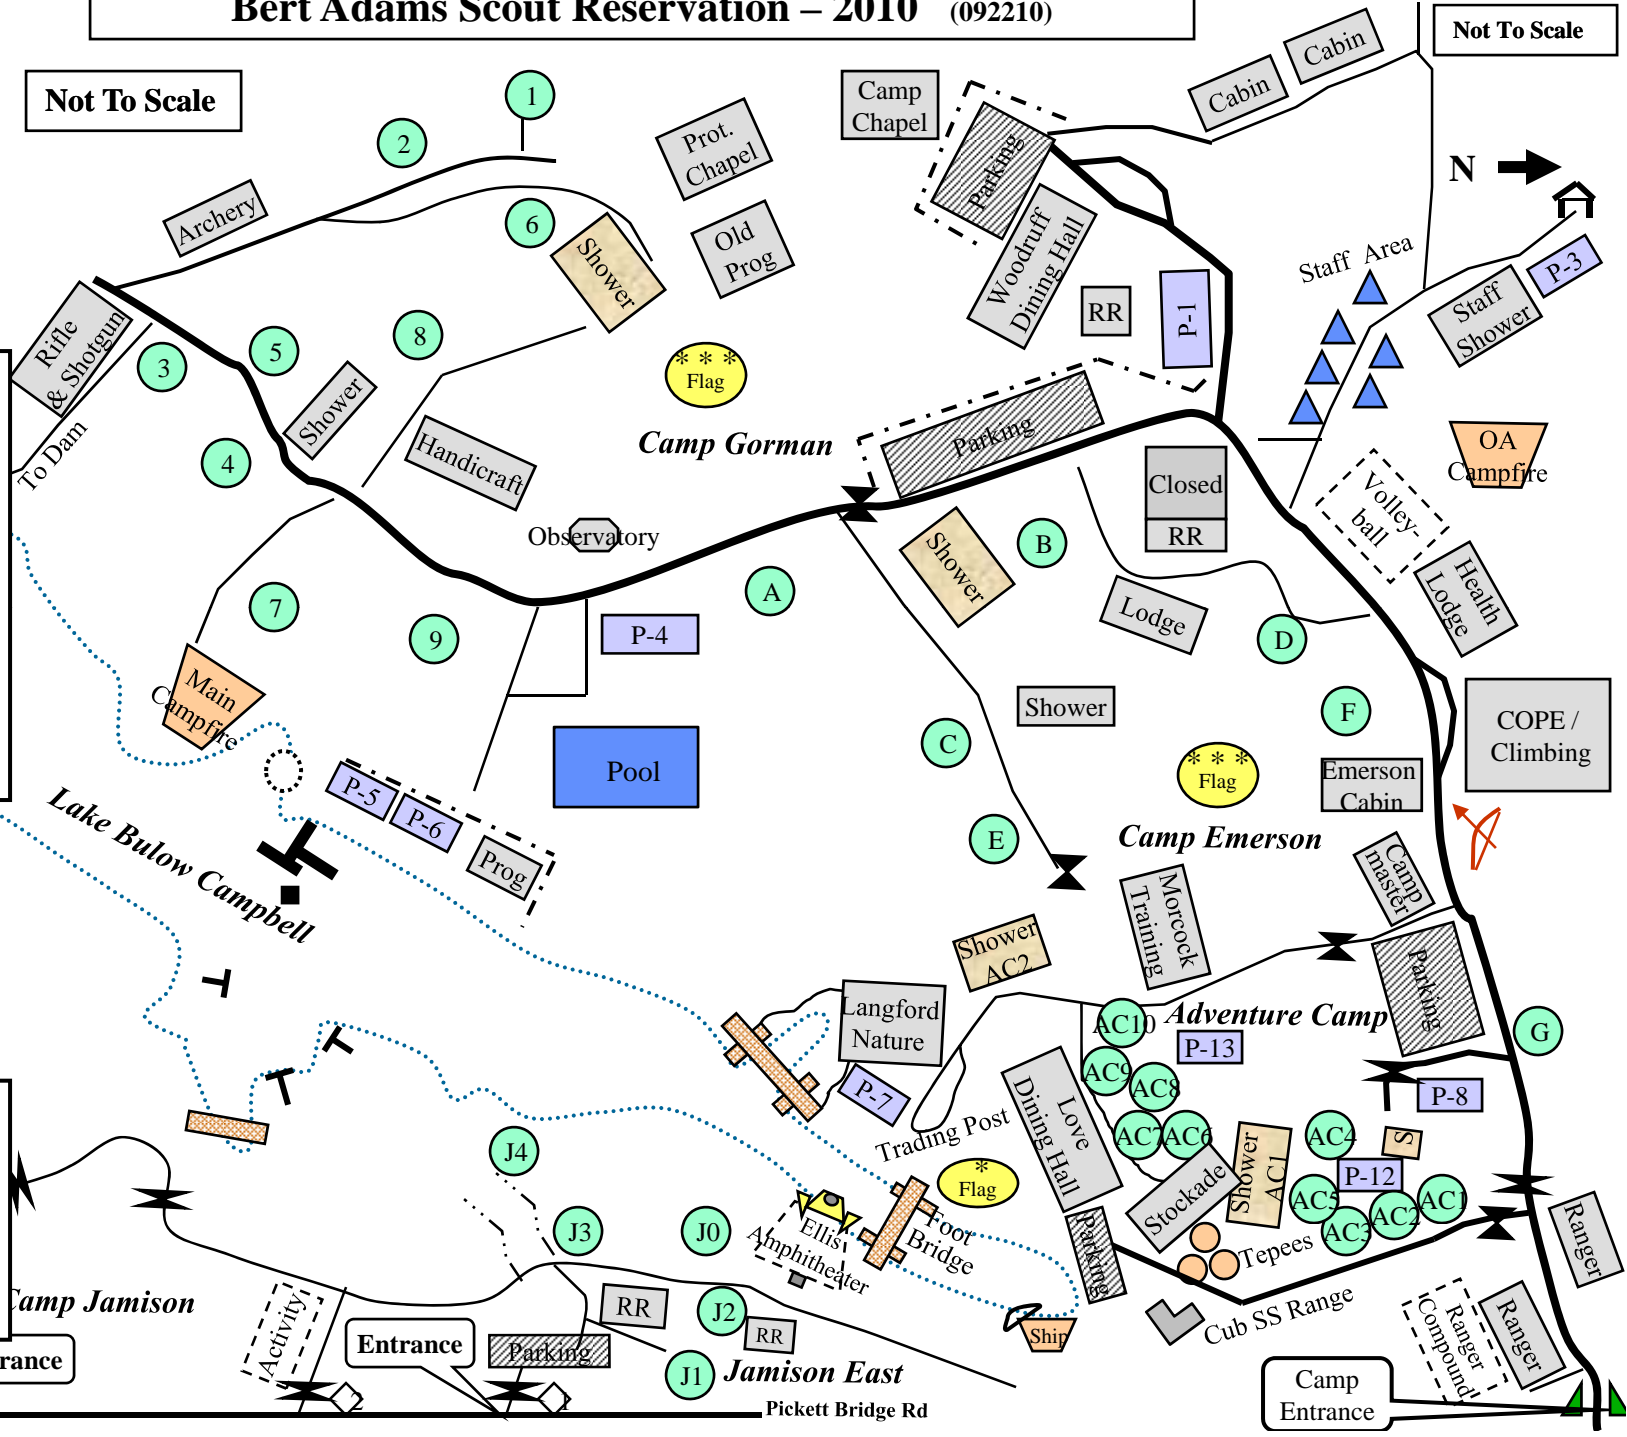 Bert Adams Scout Reservation – 2010 (092210)
Not To Scale
Not To Scale
N
1
2
Archery
6
Shower
Prot.
Chapel
Old
Prog
Camp
Chapel
Parking
Woodruff
Dining Hall
RR
P-1
Cabin
Cabin
Staff Area
P-3
Staff
Shower
Rifle
& Shotgun
3
5
8
Shower
To Dam
4
Handicraft
* * *
Flag
Camp Gorman
Parking
Closed
RR
OA
Campfire
Volley-
ball
Health
Lodge
Observatory
A
Shower
B
Lodge
D
7
9
P-4
Main
Campfire
Pool
P-5
P-6
Prog
C
Shower
F
* * *
Flag
COPE /
Climbing
Emerson
Cabin
E
Camp Emerson
Camp
master
Lake Bulow Campbell
Morcock
Training
Shower
AC2
Parking
Langford
Nature
P-7
AC10
Adventure Camp
P-13
G
AC9
AC8
P-8
AC7
AC6
AC4
S
Love
Dining Hall
Trading Post
*
Flag
Stockade
Shower
AC1
P-12
AC5
AC3
AC2
AC1
J4
J3
J0
Ellis
Amphitheater
Foot
Bridge
Parking
Tepees
Ranger
Camp Jamison
Activity
RR
J2
RR
Ship
Cub SS Range
Ranger
Compound
Ranger
rance
Entrance
Parking
J1
Jamison East
2
1
Pickett Bridge Rd
Camp
Entrance